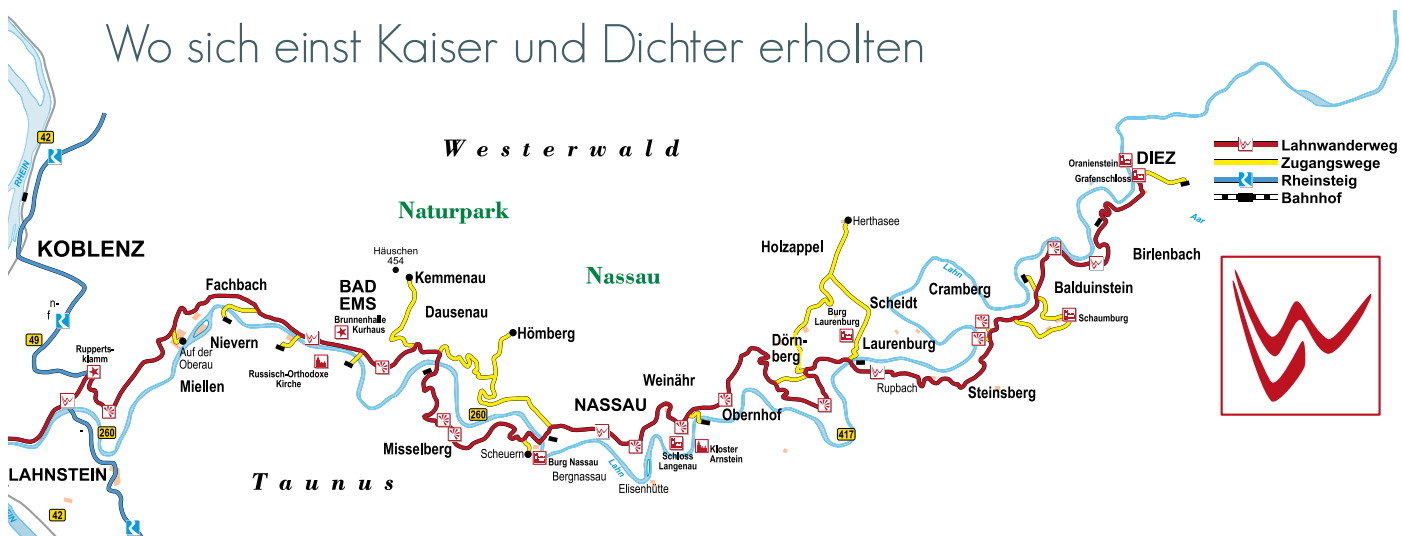 Wo sich einst Kaiser und Dichter erholten
42
RHEIN
Westerwald
Oranienstein
DIEZ
Grafenschloss
Lahnwanderweg
Zugangswege
Rheinsteig
Bahnhof
Aar
Naturpark
Nassau
KOBLENZ
Häuschen
454
Kemmenau
Herthasee
Holzappel
Birlenbach
Fachbach
BAD
EMS
Brunnenhalle
Kurhaus
Dausenau
Lahn
Cramberg
Balduinstein
Scheidt
Schaumburg
n-
f
49
Nievern
Hömberg
Burg
Laurenburg
Laurenburg
Dörn-
berg
Rupperts-
klamm
Auf der
Oberau
Miellen
Russisch-Orthodoxe
Kirche
Weinähr
Rupbach
Steinsberg
260
-
260
NASSAU
Obernhof
417
Misselberg
Scheuern
Burg Nassau
Bergnassau
Lahn
Schloss
Langenau
Kloster
Arnstein
Elisenhütte
LAHNSTEIN
Taunus
42